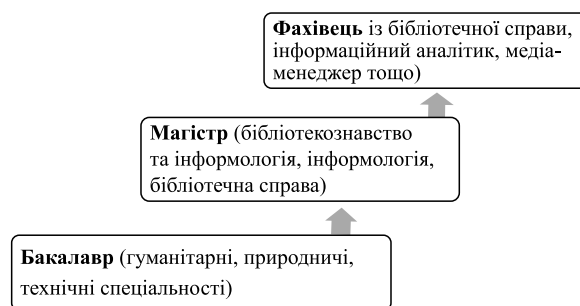 Фахівець із бібліотечної справи,
інформаційний аналітик, медіа-
менеджер тощо)
Магістр (бібліотекознавство
та інформологія, інформологія,
бібліотечна справа)
Бакалавр (гуманітарні, природничі,
технічні спеціальності)